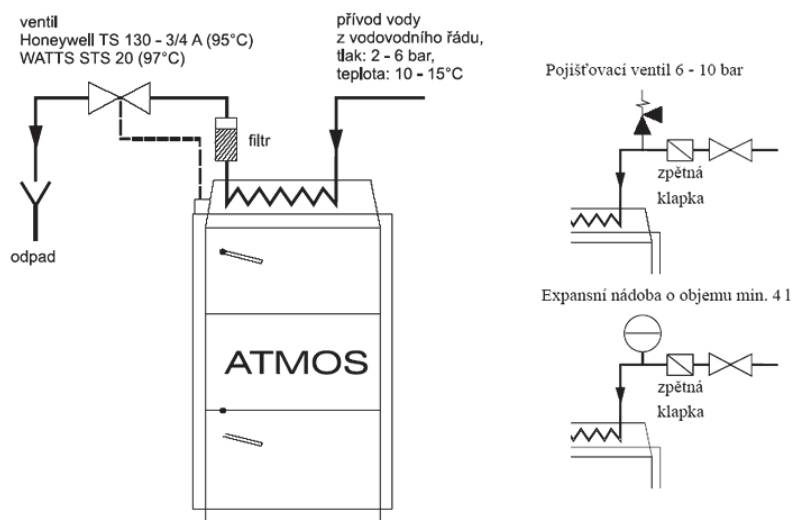 ventil
Honeywell TS 130 - 3/4 A (95°C)
WATTS STS 20 (97°C)
přívod vody
z vodovodního řádu,
tlak: 2 - 6 bar,
teplota: 10 - 15°C
filtr
odpad
ATMOS
Pojišťovací ventil 6 - 10 bar
zpětná
klapka
Expansní nádoba o objemu min. 4 l
zpětná
klapka